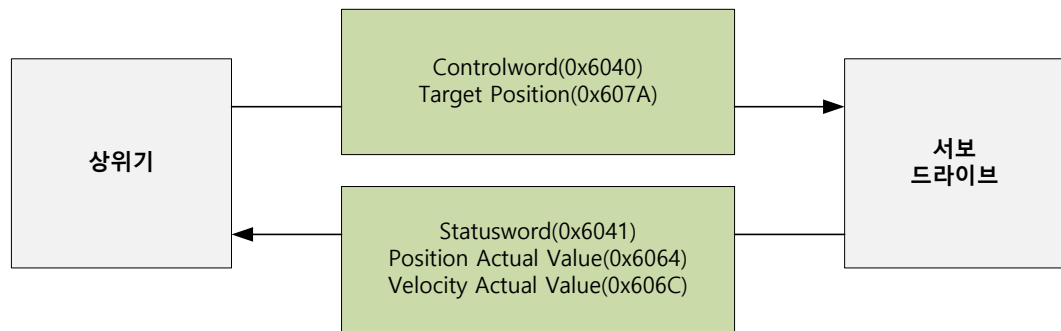 Controlword(0x6040)
Target Position(0x607A)
상위기
서보
드라이브
Statusword(0x6041)
Position Actual Value(0x6064)
Velocity Actual Value(0x606C)